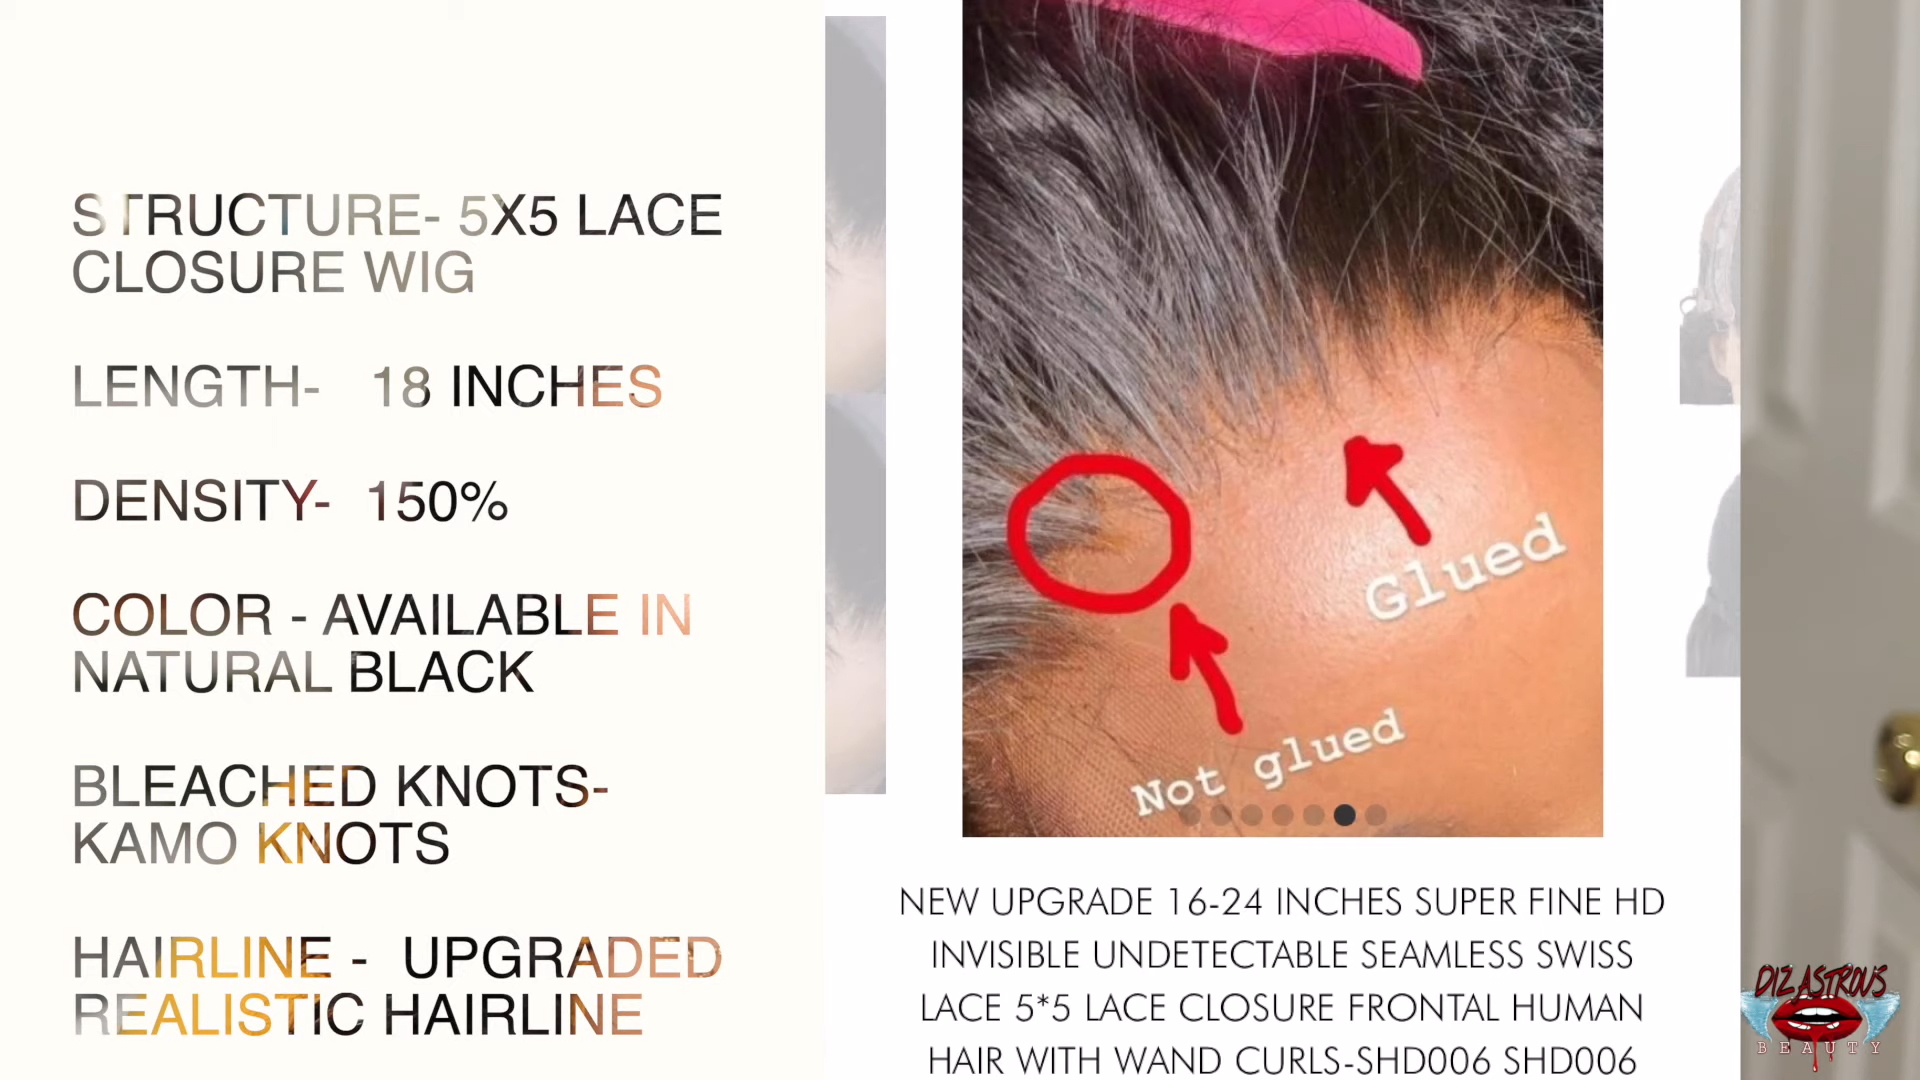 STRUCTURE- 5X5 LACE
CLOSURE WIG
LENGTH- 18 INCHES
DENSITY- 150%
COLOR - AVAILABLE IN
NATURAL BLACK
BLEACHED KNOTS-
KAMO KNOTS
HAIRLINE - UPGRADED
REALISTIC HAIRLINE
Glued
Not glued
NEW UPGRADE 16-24 INCHES SUPER FINE HD
INVISIBLE UNDETECTABLE SEAMLESS SWISS
LACE 5*5 LACE CLOSURE FRONTAL HUMAN
HAIR WITH WAND CURLS-SHD006 SHD006
DIZASTROUS
BEAUTY